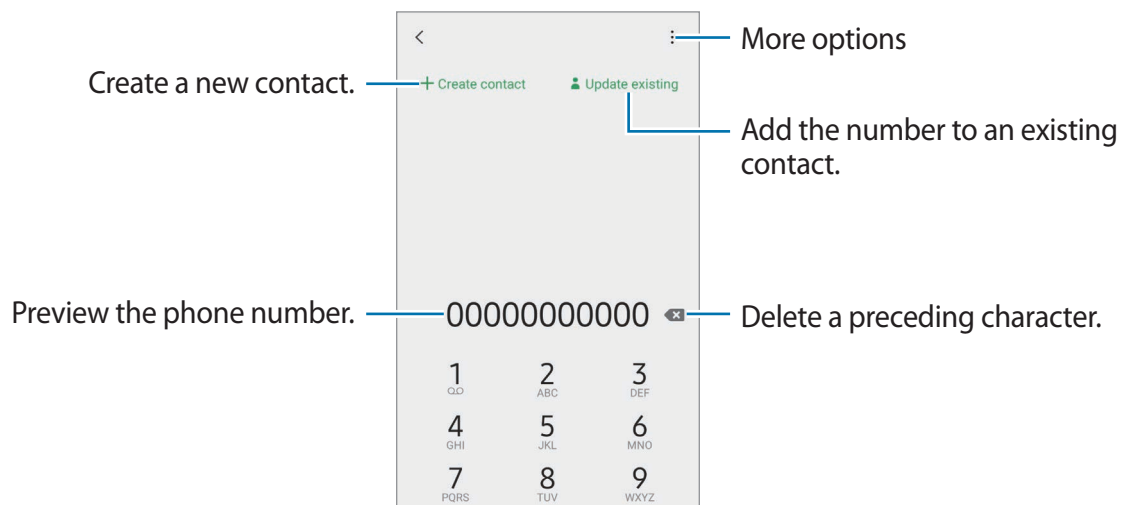 More options
Create a new contact.
Create contact
Update existing
Add the number to an existing
contact.
Preview the phone number.
00000000000
Delete a preceding character.
1 2 3
ABC DEF
4 5 6
GHI JKL MNO
7 8 9
PQRS TUV WXYZ